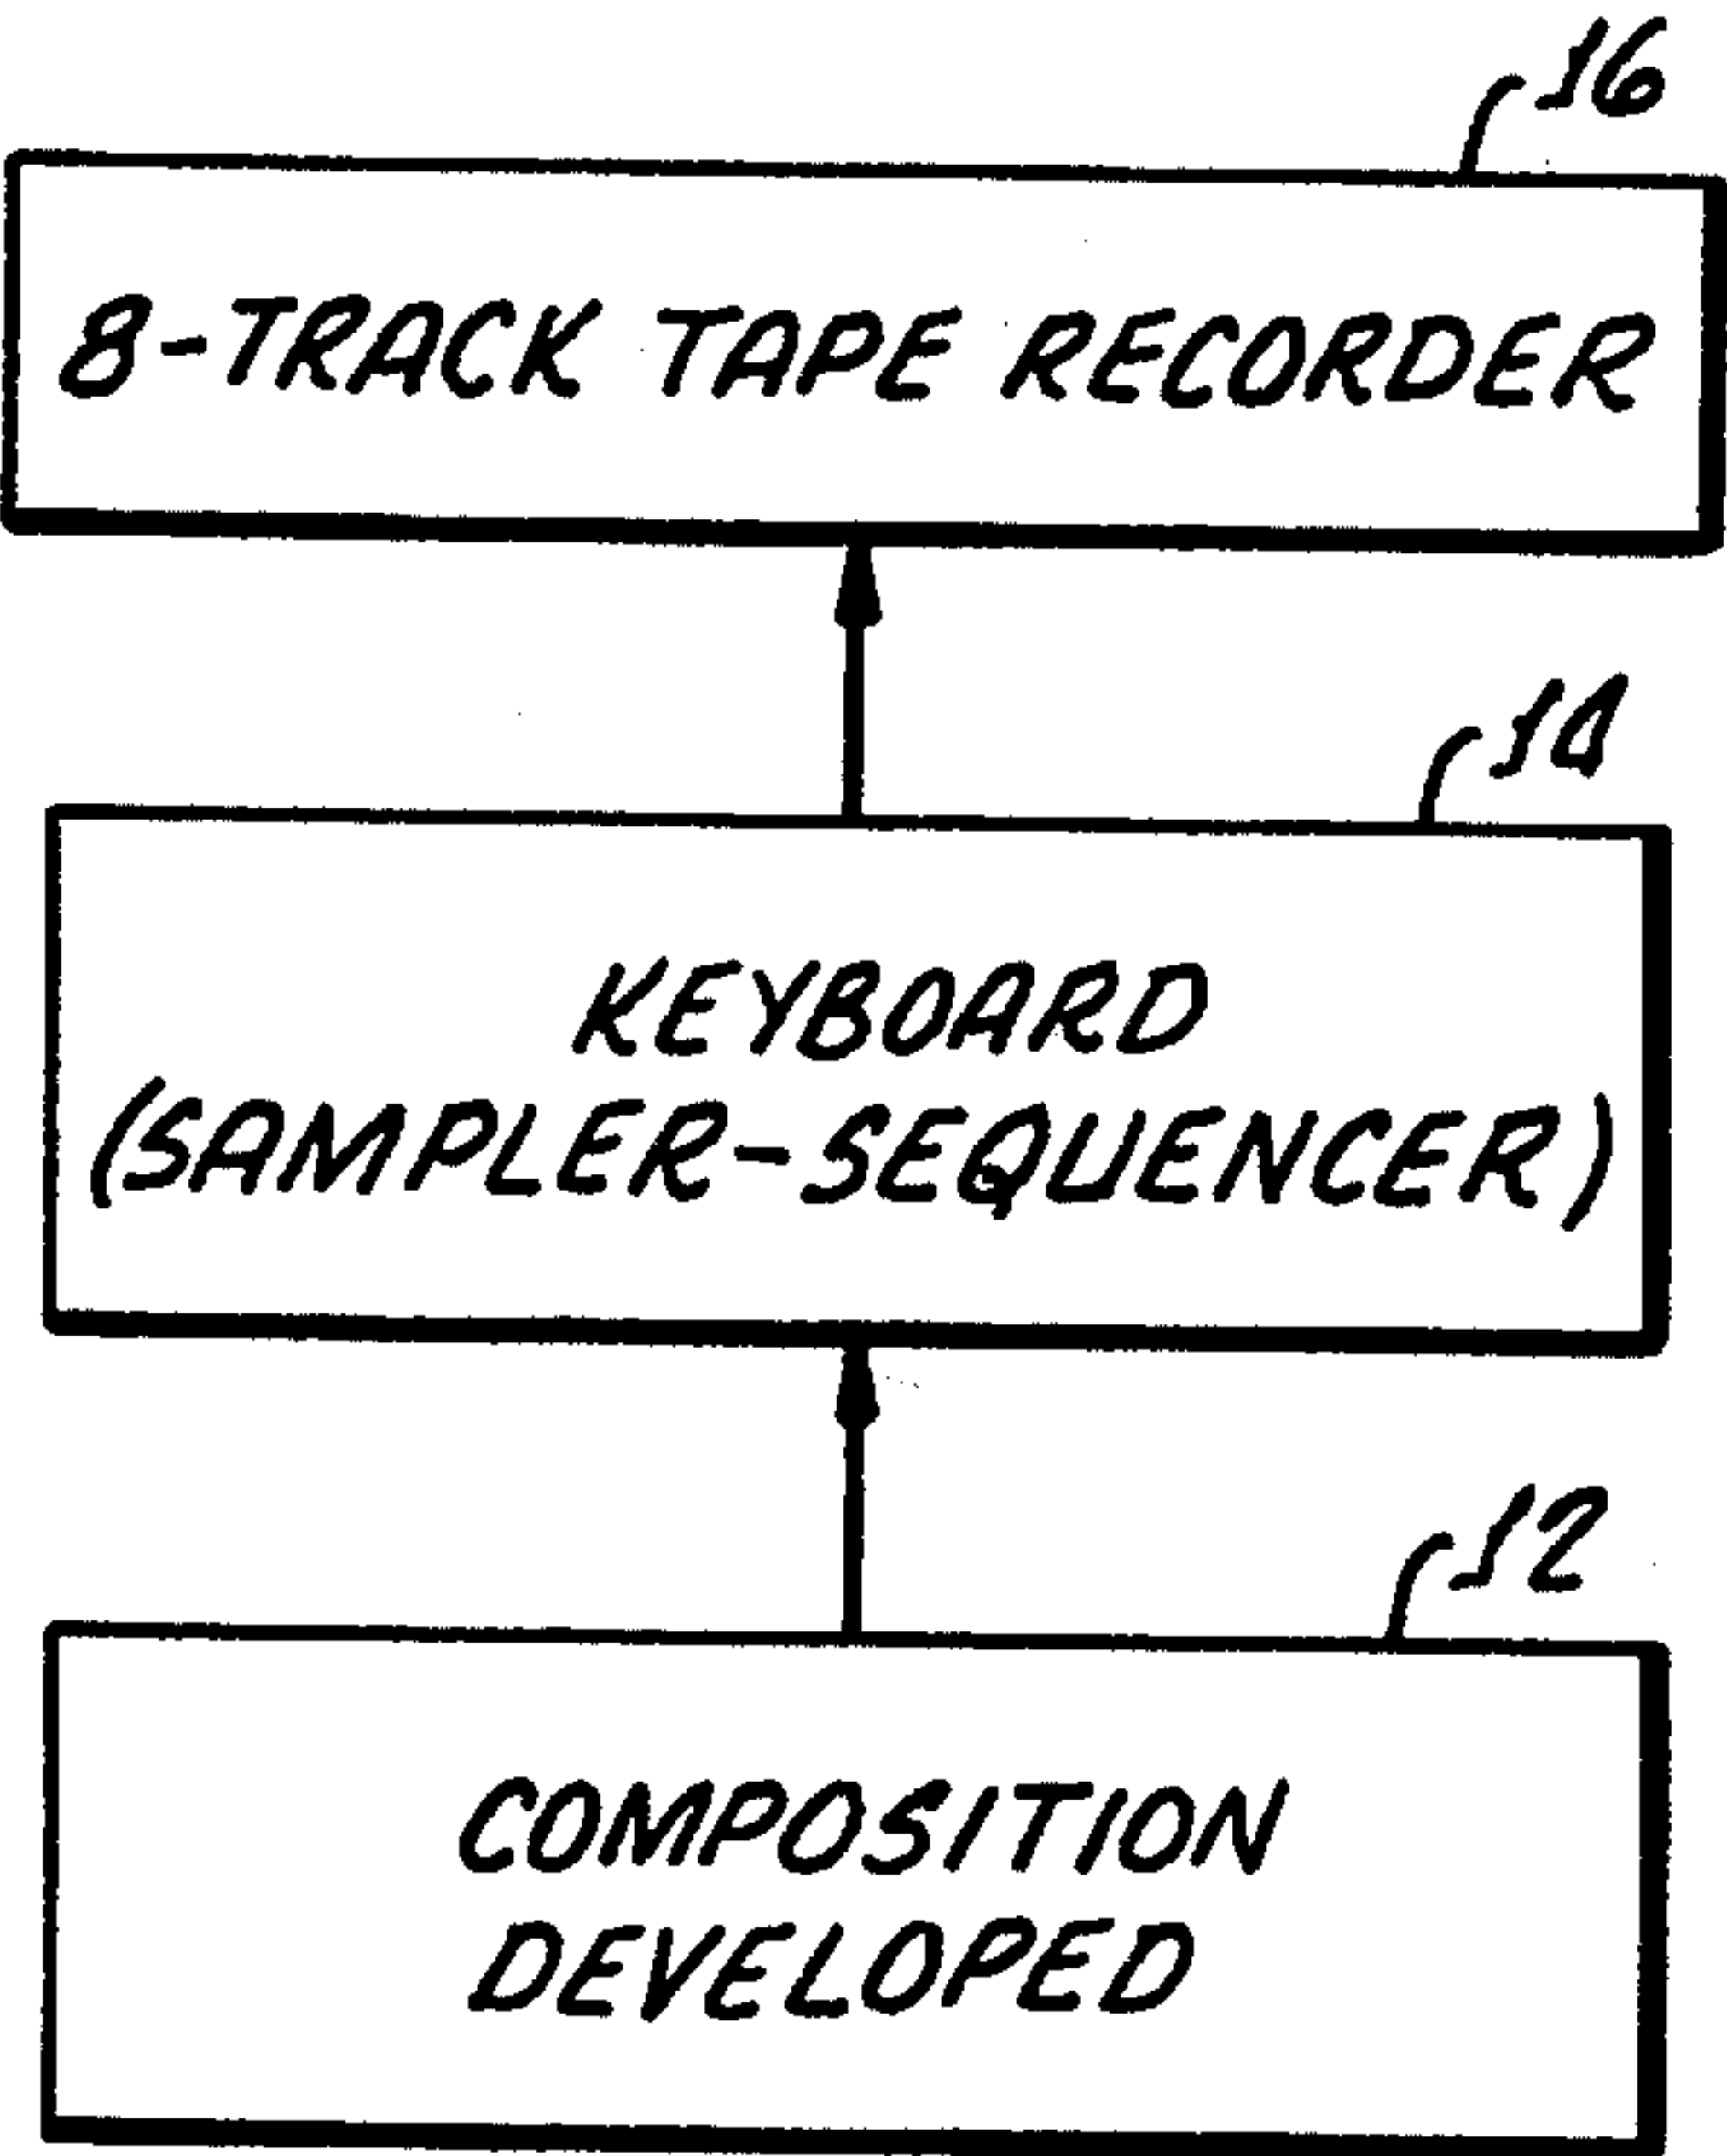 16
8-TRACK TAPE RECORDER
14
KEYBOARD
(SAMPLER-SEQUENCER)
12
COMPOSITION
DEVELOPED